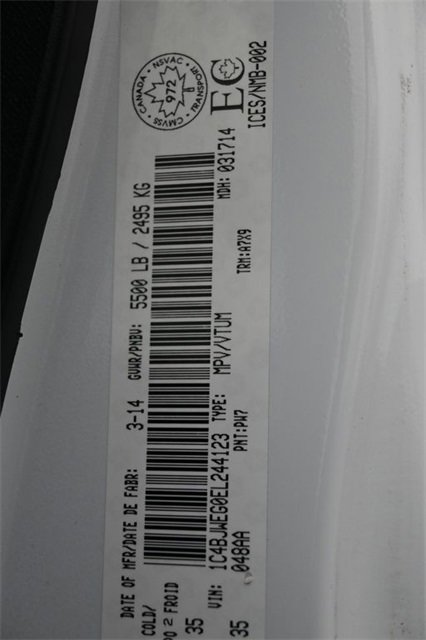 DATE OF MFR/DATE DE FABR: 3-14 GVWR/PNBV: 5500 LB / 2495 KG
COLD/
PO 2 FROID
35
VIN: 1C4BJWEG0EL244123 TYPE: MPV/VTUM MDH: 031714
35 048AA PNT:PW7 TRM:A7X9
CANADA • NSVAC • TRANSPORT • CMVSS •
972
EC
ICES/NMB-002